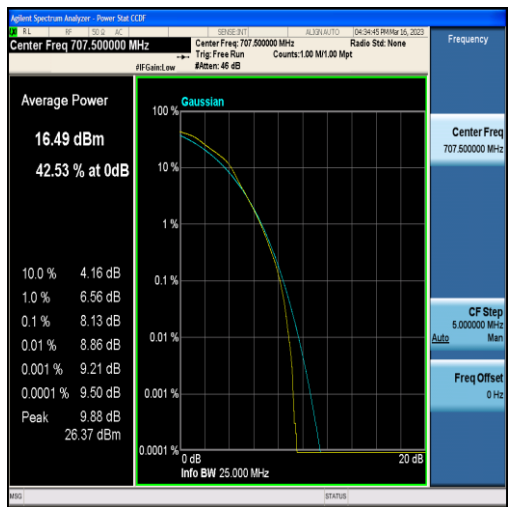 Agilent Spectrum Analyzer - Power Stat CCDF
RL RF 50 Ω AC SENSE:INT ALIGN AUTO 04:34:45 PM Mar 16, 2023
Center Freq 707.500000 MHz
Center Freq: 707.500000 MHz Radio Std: None
Trig: Free Run Counts:1.00 M/1.00 Mpt
#IFGain:Low #Atten: 46 dB
Frequency
Average Power
16.49 dBm
42.53 % at 0dB
10.0 % 4.16 dB
1.0 % 6.56 dB
0.1 % 8.13 dB
0.01 % 8.86 dB
0.001 % 9.21 dB
0.0001 % 9.50 dB
Peak 9.88 dB
26.37 dBm
Gaussian
100 %
10 %
1 %
0.1 %
0.01 %
0.001 %
0.0001 %
0 dB 20 dB
Info BW 25.000 MHz
Center Freq
707.500000 MHz
CF Step
5.000000 MHz
Auto Man
Freq Offset
0 Hz
MSG STATUS